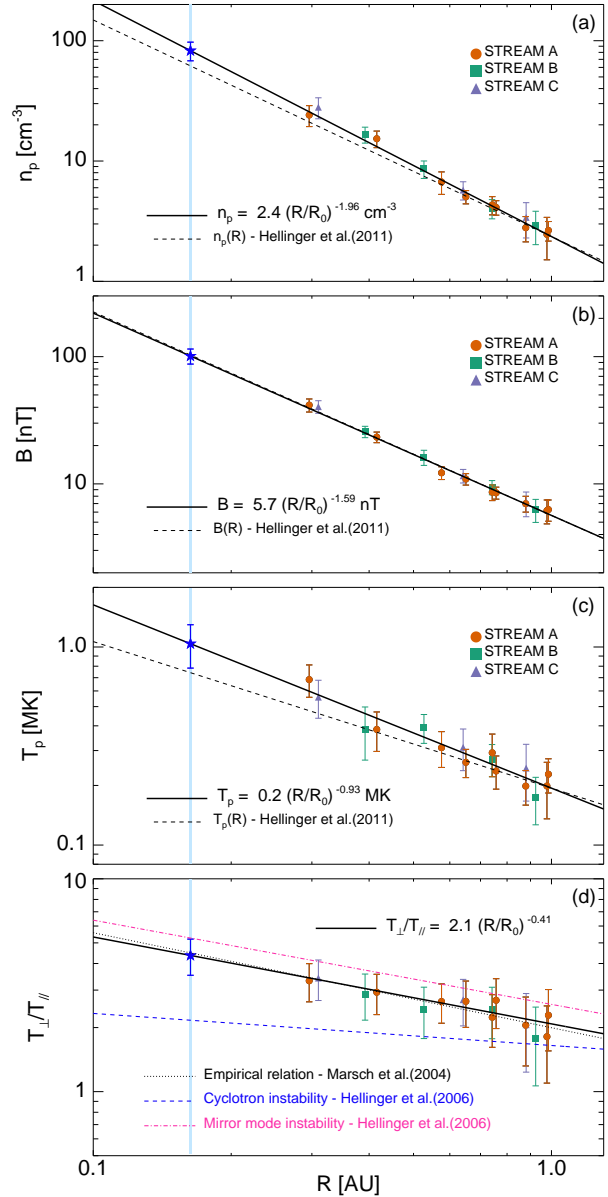 (a)
100
10
1
n_p [cm^-3]
STREAM A
STREAM B
STREAM C
n_p = 2.4 (R/R_0)^-1.96 cm^-3
n_p(R) - Hellinger et al.(2011)
(b)
100
10
B [nT]
STREAM A
STREAM B
STREAM C
B = 5.7 (R/R_0)^-1.59 nT
B(R) - Hellinger et al.(2011)
(c)
1.0
0.1
T_p [MK]
STREAM A
STREAM B
STREAM C
T_p = 0.2 (R/R_0)^-0.93 MK
T_p(R) - Hellinger et al.(2011)
(d)
10
1
T_⊥/T_//
T_⊥/T_// = 2.1 (R/R_0)^-0.41
Empirical relation - Marsch et al.(2004)
Cyclotron instability - Hellinger et al.(2006)
Mirror mode instability - Hellinger et al.(2006)
0.1
1.0
R [AU]